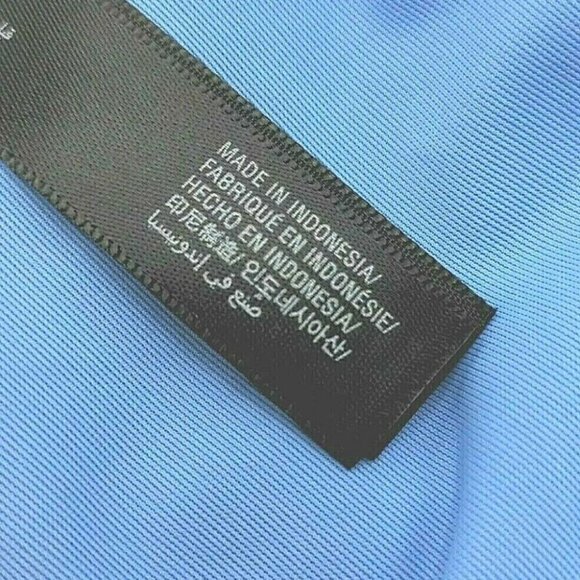 MADE IN INDONESIA/
FABRIQUÉ EN INDONÉSIE/
HECHO EN INDONESIA/
印尼製造/ 인도네시아산/
صنع في إندونيسيا